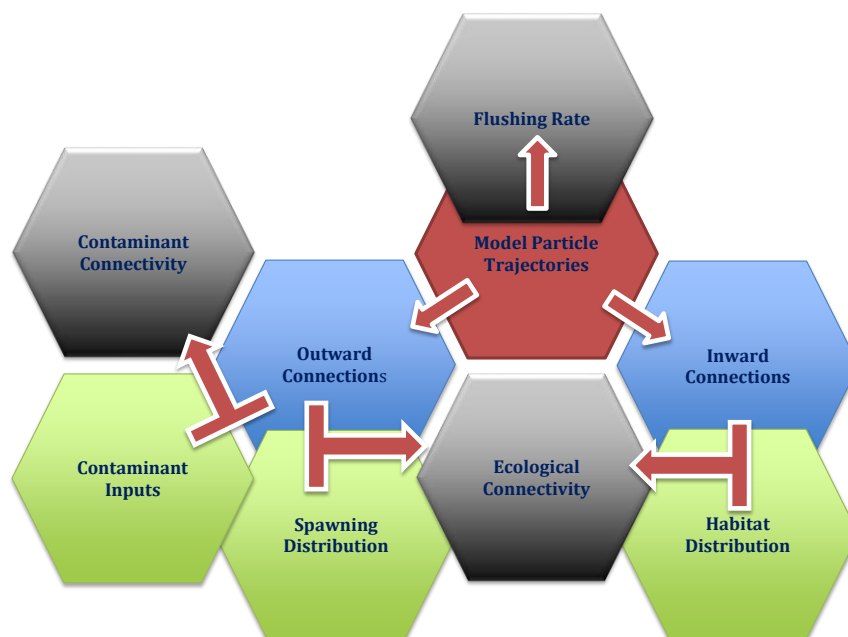 Flushing Rate
Contaminant
Connectivity
Model Particle
Trajectories
Outward
Connections
Inward
Connections
Contaminant
Inputs
Ecological
Connectivity
Spawning
Distribution
Habitat
Distribution